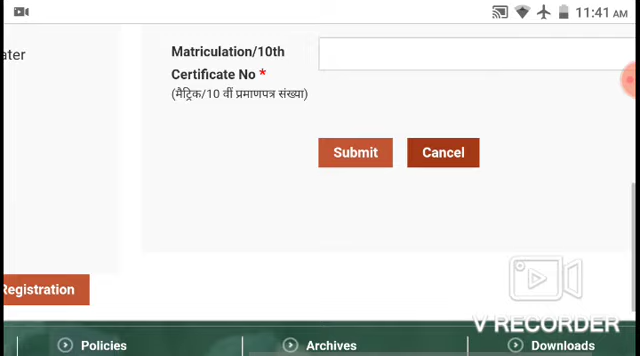 11:41 AM
ater
Matriculation/10th
Certificate No *
(मैट्रिक/10 वीं प्रमाणपत्र संख्या)
Submit
Cancel
Registration
V RECORDER
Policies
Archives
Downloads